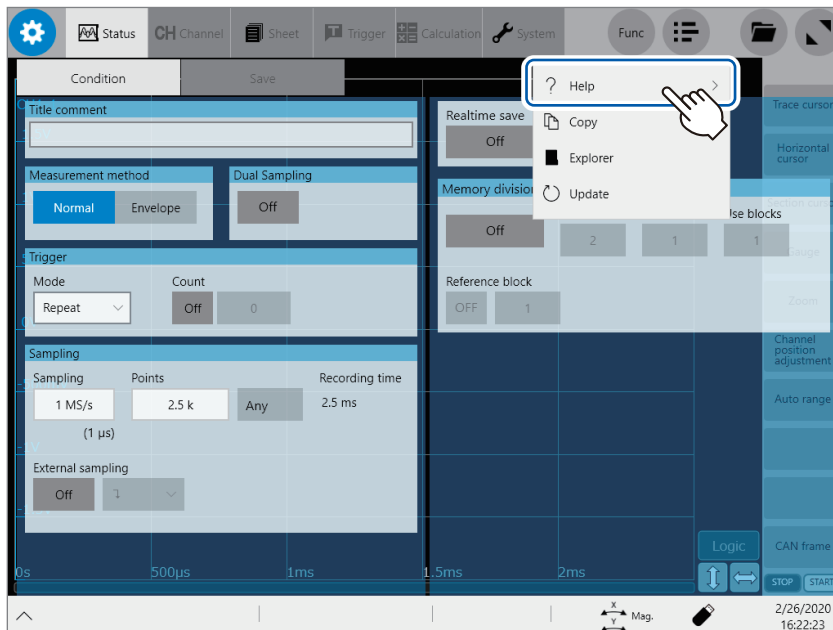 Status CH Channel Sheet Trigger Calculation System Func
Condition Save
Title comment
Measurement method Dual Sampling
Normal Envelope Off
Trigger
Mode Count
Repeat Off 0
Sampling
Sampling Points Recording time
1 MS/s 2.5 k Any 2.5 ms
(1 µs)
External sampling
Off
Realtime save
Off
Memory division
Use blocks
Off 2 1 1
Reference block
OFF 1
? Help
Copy
Explorer
Update
Trace cursor
Horizontal
cursor
Section cursor
Gauge
Zoom
Channel
position
adjustment
Auto range
Logic CAN frame
0s 500µs 1ms 1.5ms 2ms
STOP START
X
Y
Mag.
2/26/2020
16:22:23